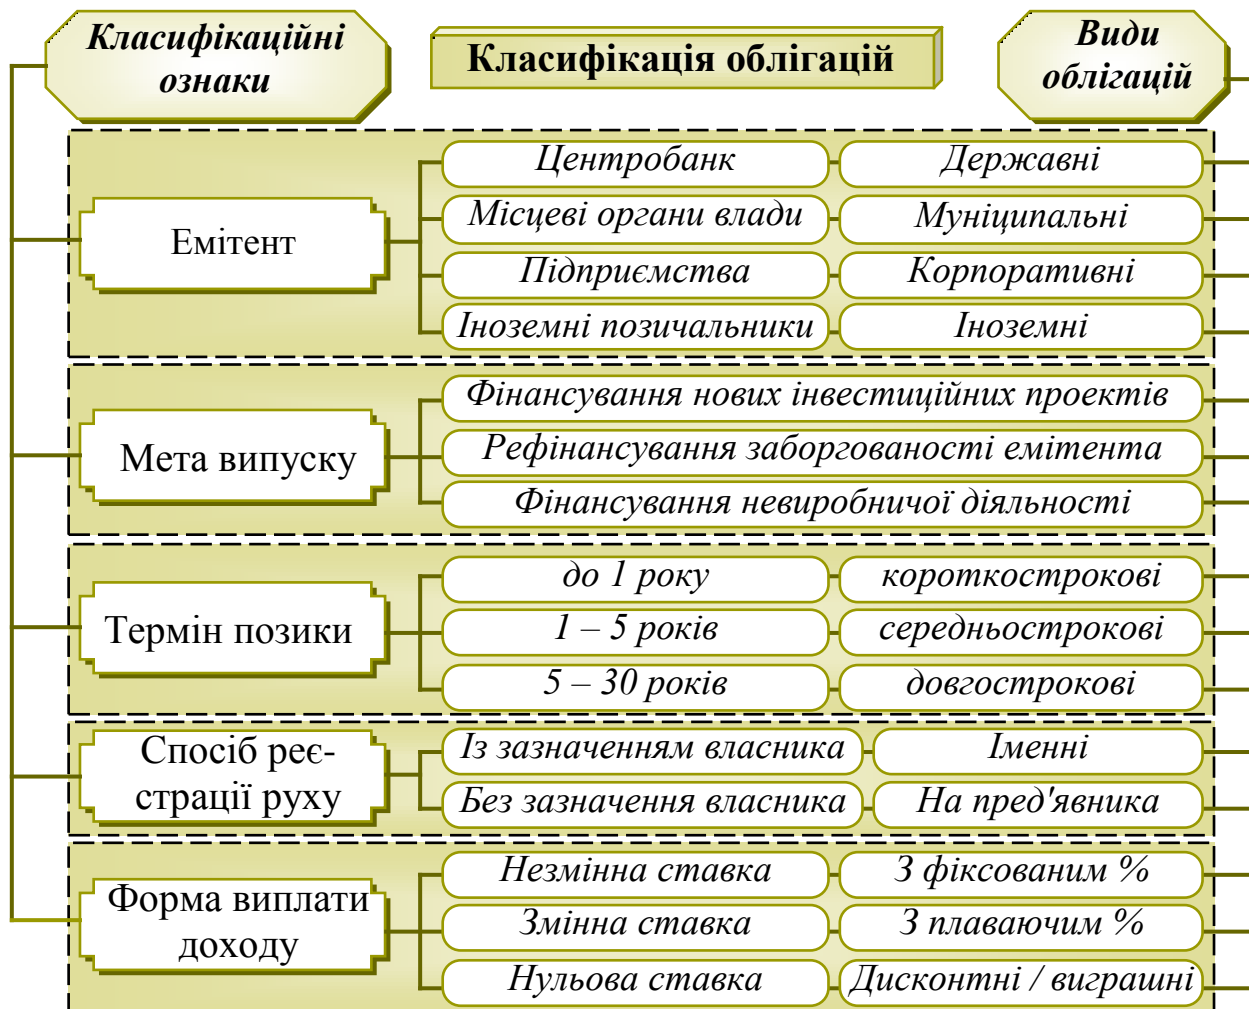 Класифікаційні
ознаки
Класифікація облігацій
Види
облігацій
Емітент
Центробанк
Державні
Місцеві органи влади
Муніципальні
Підприємства
Корпоративні
Іноземні позичальники
Іноземні
Мета випуску
Фінансування нових інвестиційних проектів
Рефінансування заборгованості емітента
Фінансування невиробничої діяльності
Термін позики
до 1 року
короткострокові
1 – 5 років
середньострокові
5 – 30 років
довгострокові
Спосіб реє-
страції руху
Із зазначенням власника
Іменні
Без зазначення власника
На пред'явника
Форма виплати
доходу
Незмінна ставка
З фіксованим %
Змінна ставка
З плаваючим %
Нульова ставка
Дисконтні / виграшні